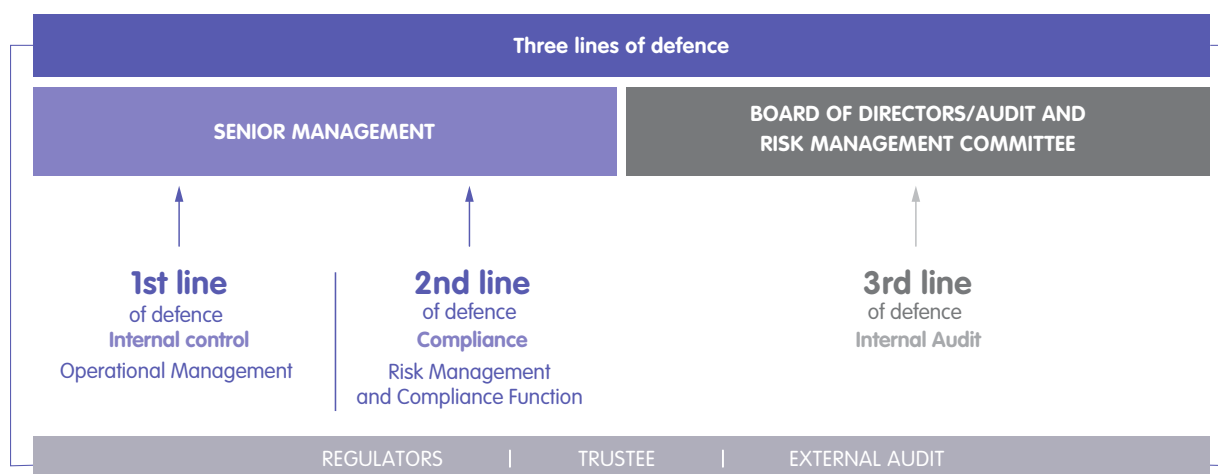 Three lines of defence
SENIOR MANAGEMENT
BOARD OF DIRECTORS/AUDIT AND
RISK MANAGEMENT COMMITTEE
1st line
of defence
Internal control
Operational Management
2nd line
of defence
Compliance
Risk Management
and Compliance Function
3rd line
of defence
Internal Audit
REGULATORS | TRUSTEE | EXTERNAL AUDIT